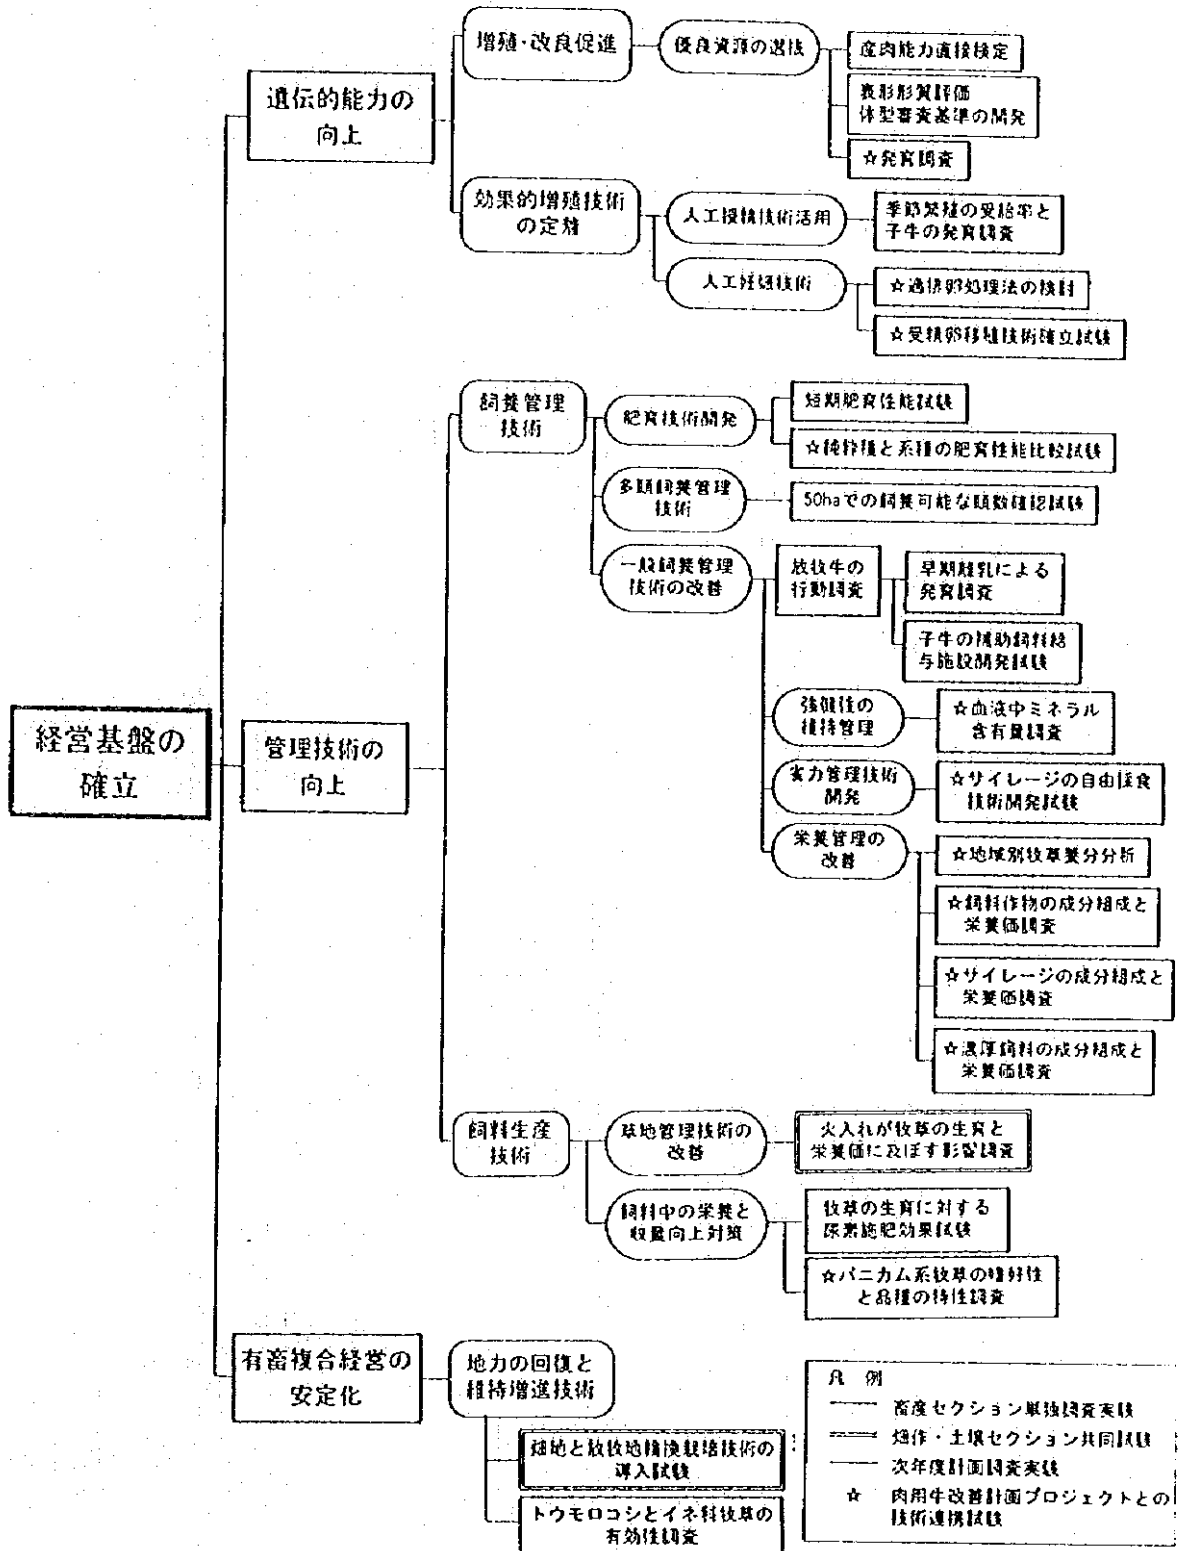 増殖・改良促進
優良資源の選抜
産肉能力直接検定
遺伝的能力の
向上
表形形質評価
体型審査基準の開発
☆発育調査
効果的増殖技術
の定着
人工授精技術活用
季節繁殖の受胎率と
子牛の発育調査
人工妊娠技術
☆過排卵処理法の検討
☆受精卵移植技術確立試験
飼養管理
技術
肥育技術開発
短期肥育性能試験
☆純粋種と系種の肥育性能比較試験
多頭飼養管理
技術
50haでの飼養可能な頭数確認試験
一般飼養管理
技術の改善
放牧牛の
行動調査
早期離乳による
発育調査
子牛の補助飼料給
与施設開発試験
経営基盤の
確立
管理技術の
向上
強健性の
維持管理
☆血液中ミネラル
含有量調査
省力管理技術
開発
☆サイレージの自由採食
技術開発試験
栄養管理の
改善
☆地域別牧草養分分析
☆飼料作物の成分組成と
栄養価調査
☆サイレージの成分組成と
栄養価調査
☆濃厚飼料の成分組成と
栄養価調査
飼料生産
技術
草地管理技術の
改善
火入れが牧草の生育と
栄養価に及ぼす影響調査
飼料中の栄養と
収量向上対策
牧草の生育に対する
尿素施肥効果試験
☆パニカム系牧草の嗜好性
と品種の特性調査
有畜複合経営の
安定化
地力の回復と
維持増進技術
畑地と放牧地輪換栽培技術の
導入試験
トウモロコシとイネ科牧草の
有効性調査
凡 例
畜産セクション単独調査実験
畑作・土壌セクション共同試験
次年度計画調査実験
☆ 肉用牛改善計画プロジェクトとの
技術連携試験